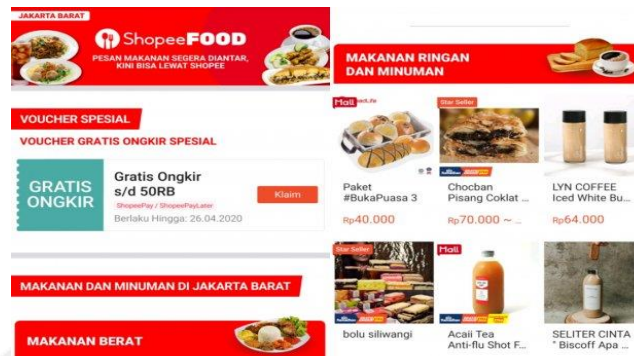 JAKARTA BARAT
ShopeeFOOD
PESAN MAKANAN SEGERA DIANTAR,
KINI BISA LEWAT SHOPEE
VOUCHER SPESIAL
VOUCHER GRATIS ONGKIR SPESIAL
GRATIS
ONGKIR
Gratis Ongkir
s/d 50RB
ShopeePay / ShopeePayLater
Berlaku Hingga: 26.04.2020
Klaim
MAKANAN DAN MINUMAN DI JAKARTA BARAT
MAKANAN BERAT
MAKANAN RINGAN
DAN MINUMAN
Mall
Star Seller
Paket
#BukaPuasa 3
Rp40.000
Chocban
Pisang Coklat ...
Rp70.000 ~ ...
LYN COFFEE
Iced White Bu...
Rp64.000
Star Seller
Mall
bolu siliwangi
Acaii Tea
Anti-flu Shot F...
SELITER CINTA
" Biscoff Apa ...